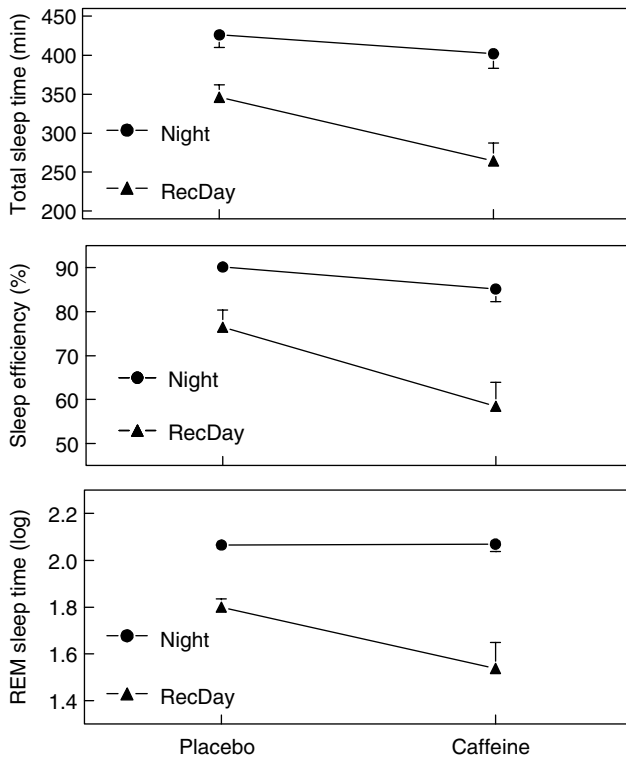 Total sleep time (min)
450
400
350
300
250
200
Night
RecDay
Sleep efficiency (%)
90
80
70
60
50
Night
RecDay
REM sleep time (log)
2.2
2.0
1.8
1.6
1.4
Night
RecDay
Placebo Caffeine